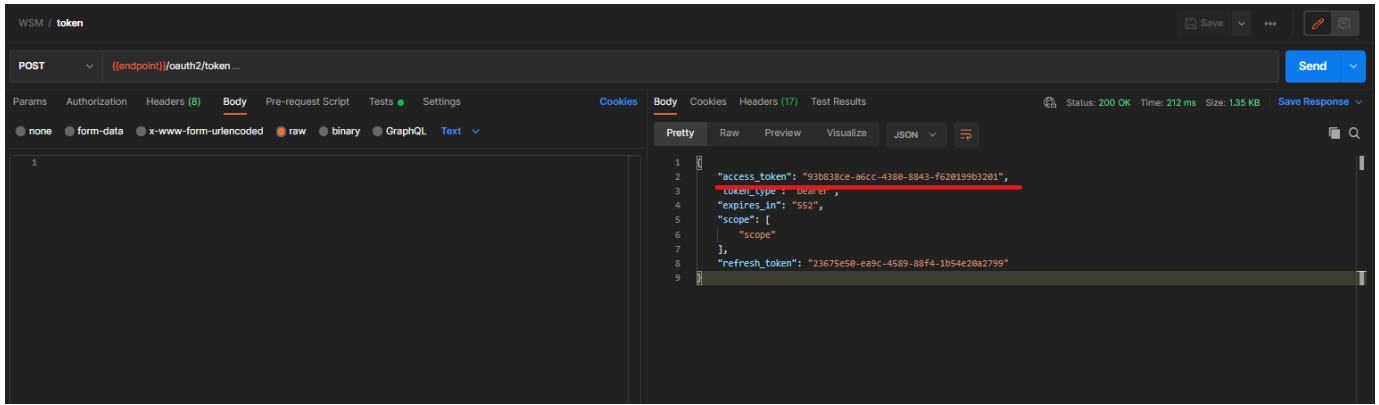 WSM / token
Save
POST {{endpoint}}/oauth2/token...
Send
Params Authorization Headers (8) Body Pre-request Script Tests Settings Cookies
none form-data x-www-form-urlencoded raw binary GraphQL Text
1
Body Cookies Headers (17) Test Results Status: 200 OK Time: 212 ms Size: 1.35 KB Save Response
Pretty Raw Preview Visualize JSON
1 {
2 "access_token": "93b838ce-a6cc-4380-8843-f620199b3201",
3 "token_type": "bearer",
4 "expires_in": "552",
5 "scope": [
6 "scope"
7 ],
8 "refresh_token": "23675e50-ea9c-4589-88f4-1b54e20a2799"
9 }